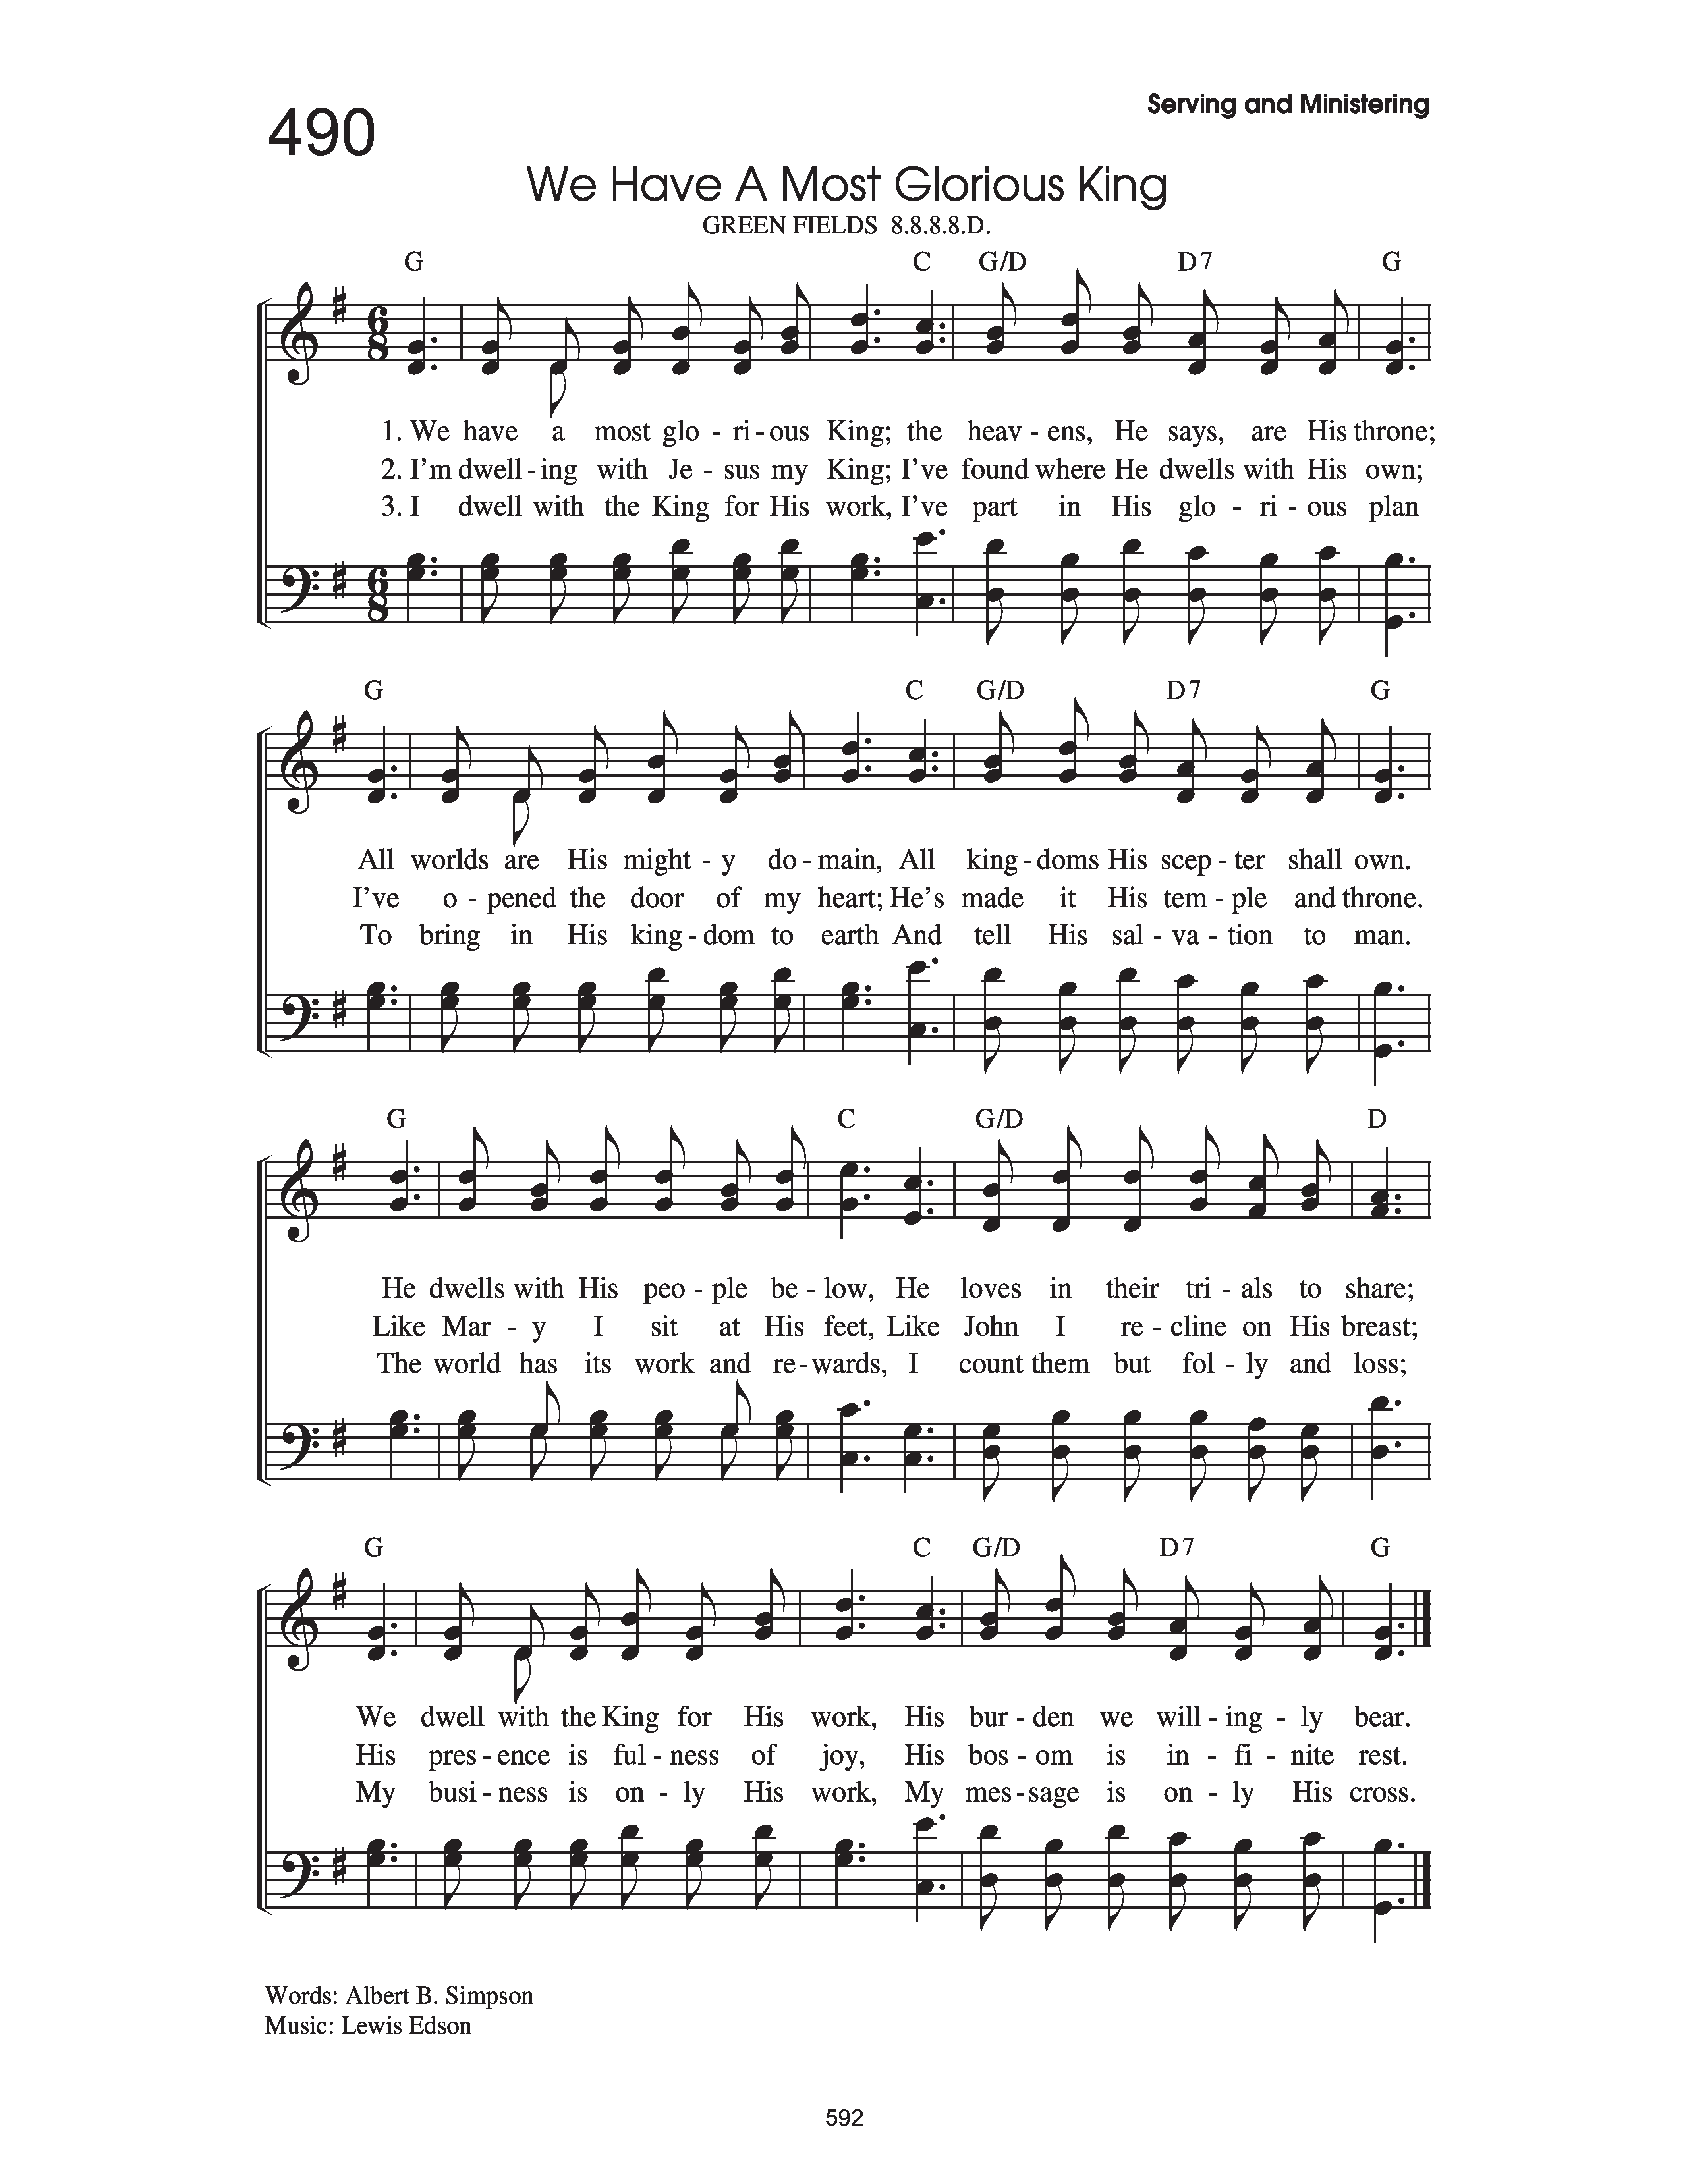 Serving and Ministering
490
We Have A Most Glorious King
GREEN FIELDS 8.8.8.8.D.
G C G/D D7 G
1. We have a most glo - ri - ous King; the heav - ens, He says, are His throne;
2. I'm dwell - ing with Je - sus my King; I've found where He dwells with His own;
3. I dwell with the King for His work, I've part in His glo - ri - ous plan
G C G/D D7 G
All worlds are His might - y do - main, All king - doms His scep - ter shall own.
I've o - pened the door of my heart; He's made it His tem - ple and throne.
To bring in His king - dom to earth And tell His sal - va - tion to man.
G C G/D D
He dwells with His peo - ple be - low, He loves in their tri - als to share;
Like Mar - y I sit at His feet, Like John I re - cline on His breast;
The world has its work and re - wards, I count them but fol - ly and loss;
G C G/D D7 G
We dwell with the King for His work, His bur - den we will - ing - ly bear.
His pres - ence is ful - ness of joy, His bos - om is in - fi - nite rest.
My busi - ness is on - ly His work, My mes - sage is on - ly His cross.
Words: Albert B. Simpson
Music: Lewis Edson
592